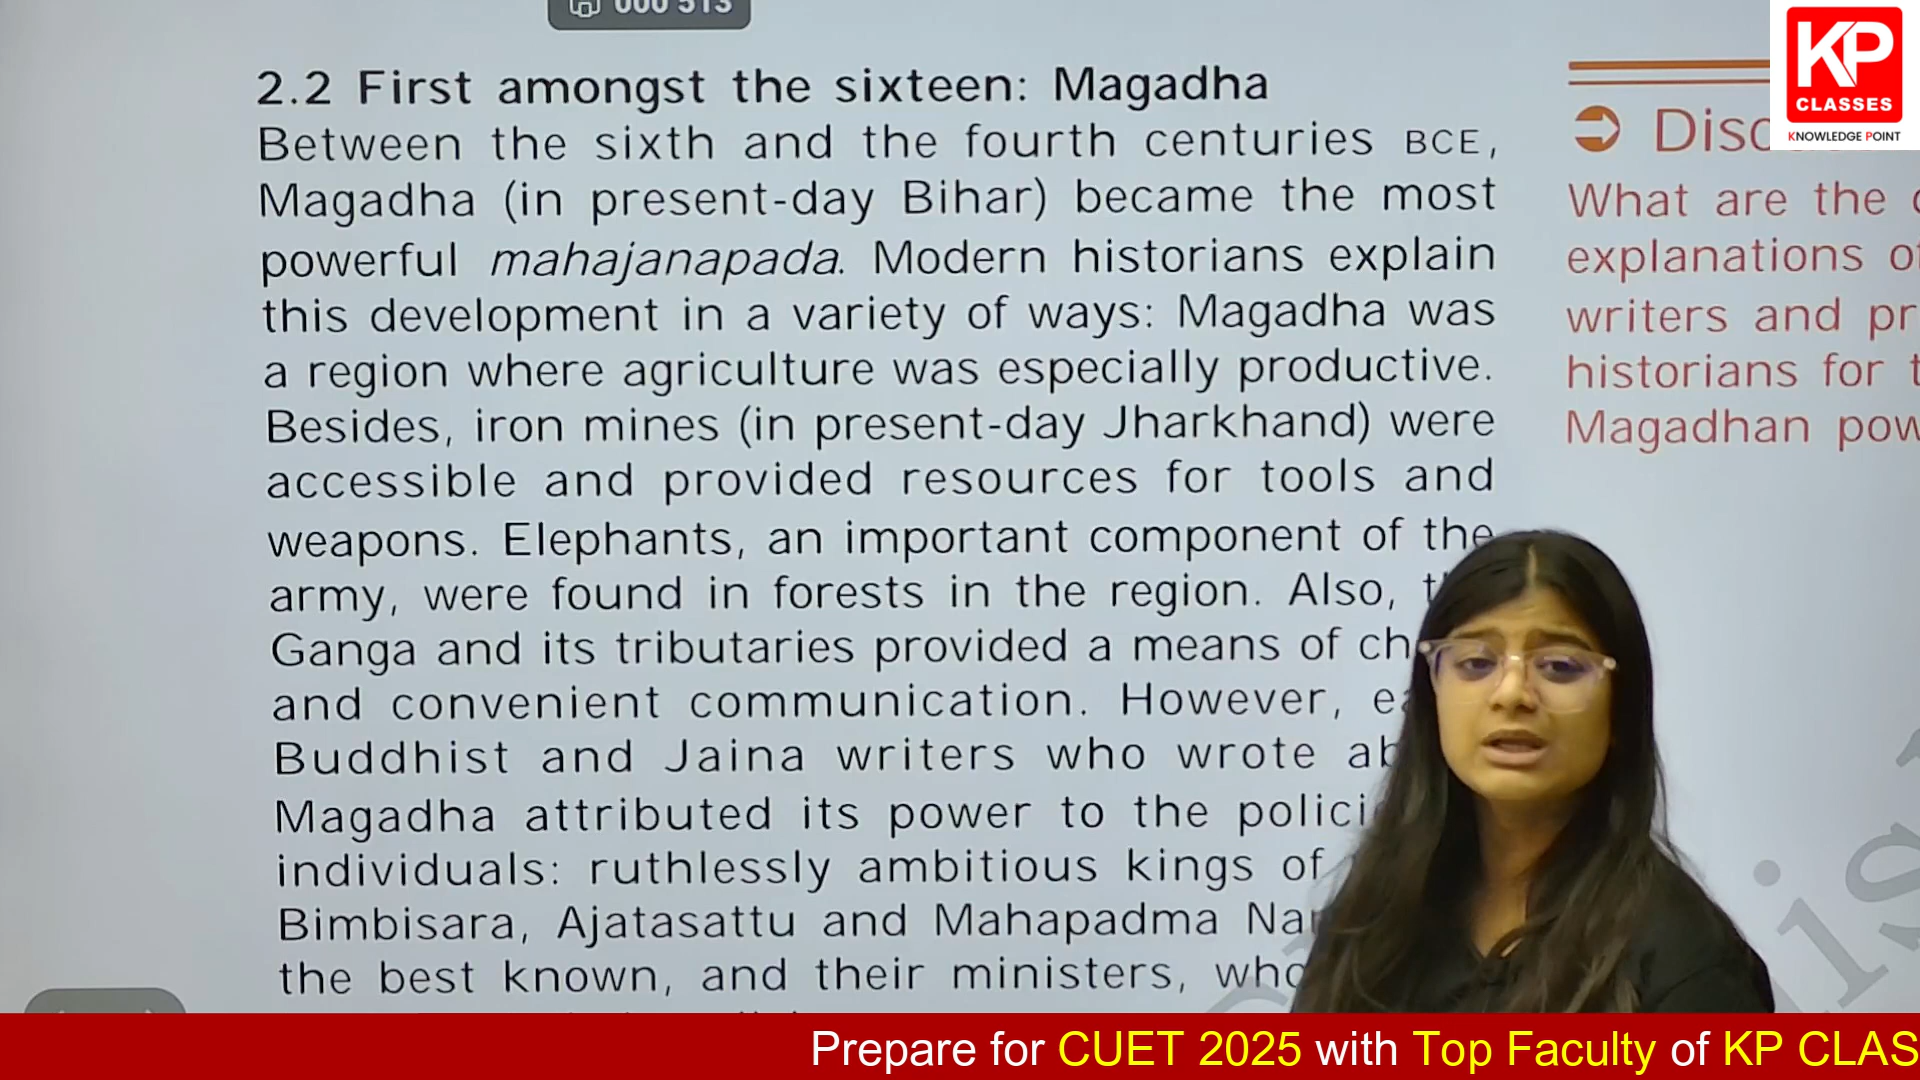 000 513
2.2 First amongst the sixteen: Magadha
Between the sixth and the fourth centuries BCE,
Magadha (in present-day Bihar) became the most
powerful mahajanapada. Modern historians explain
this development in a variety of ways: Magadha was
a region where agriculture was especially productive.
Besides, iron mines (in present-day Jharkhand) were
accessible and provided resources for tools and
weapons. Elephants, an important component of the
army, were found in forests in the region. Also,
Ganga and its tributaries provided a means of
and convenient communication. However,
Buddhist and Jaina writers who wrote
Magadha attributed its power to the
individuals: ruthlessly ambitious kings of
Bimbisara, Ajatasattu and Mahapadma
the best known, and their ministers,
What are the
explanations
writers and
historians for
Magadhan
KP
CLASSES
KNOWLEDGE POINT
Prepare for CUET 2025 with Top Faculty of KP CLAS